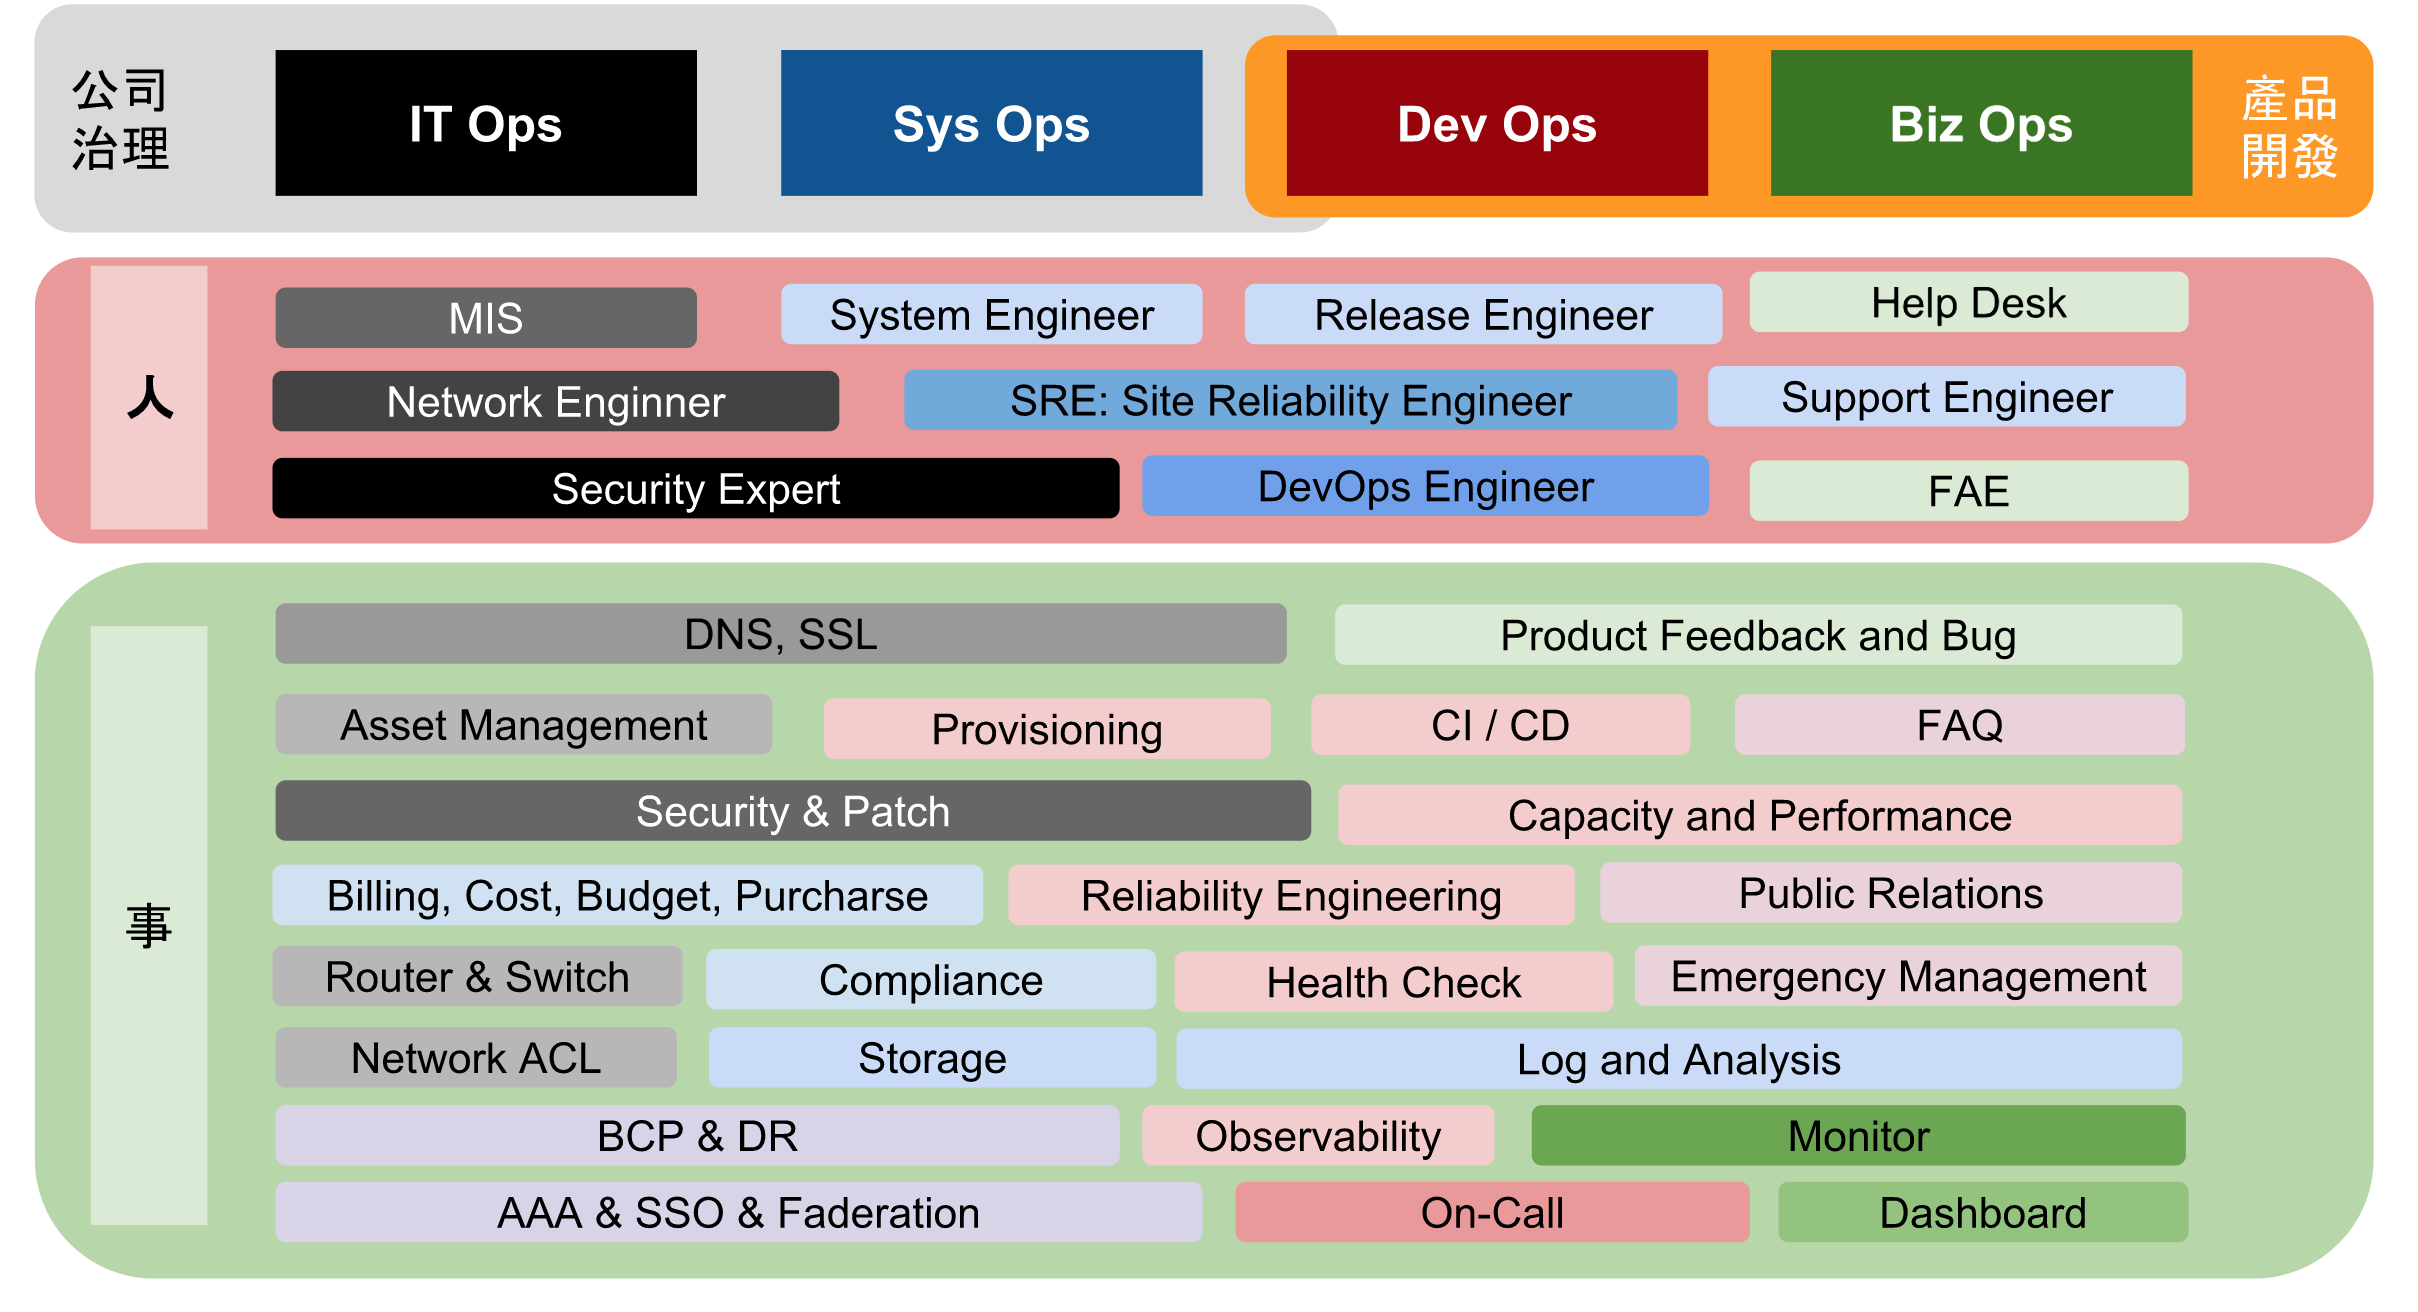 公司
治理
IT Ops
Sys Ops
Dev Ops
Biz Ops
產品
開發
人
MIS
System Engineer
Release Engineer
Help Desk
Network Enginner
SRE: Site Reliability Engineer
Support Engineer
Security Expert
DevOps Engineer
FAE
事
DNS, SSL
Product Feedback and Bug
Asset Management
Provisioning
CI / CD
FAQ
Security & Patch
Capacity and Performance
Billing, Cost, Budget, Purcharse
Reliability Engineering
Public Relations
Router & Switch
Compliance
Health Check
Emergency Management
Network ACL
Storage
Log and Analysis
BCP & DR
Observability
Monitor
AAA & SSO & Faderation
On-Call
Dashboard